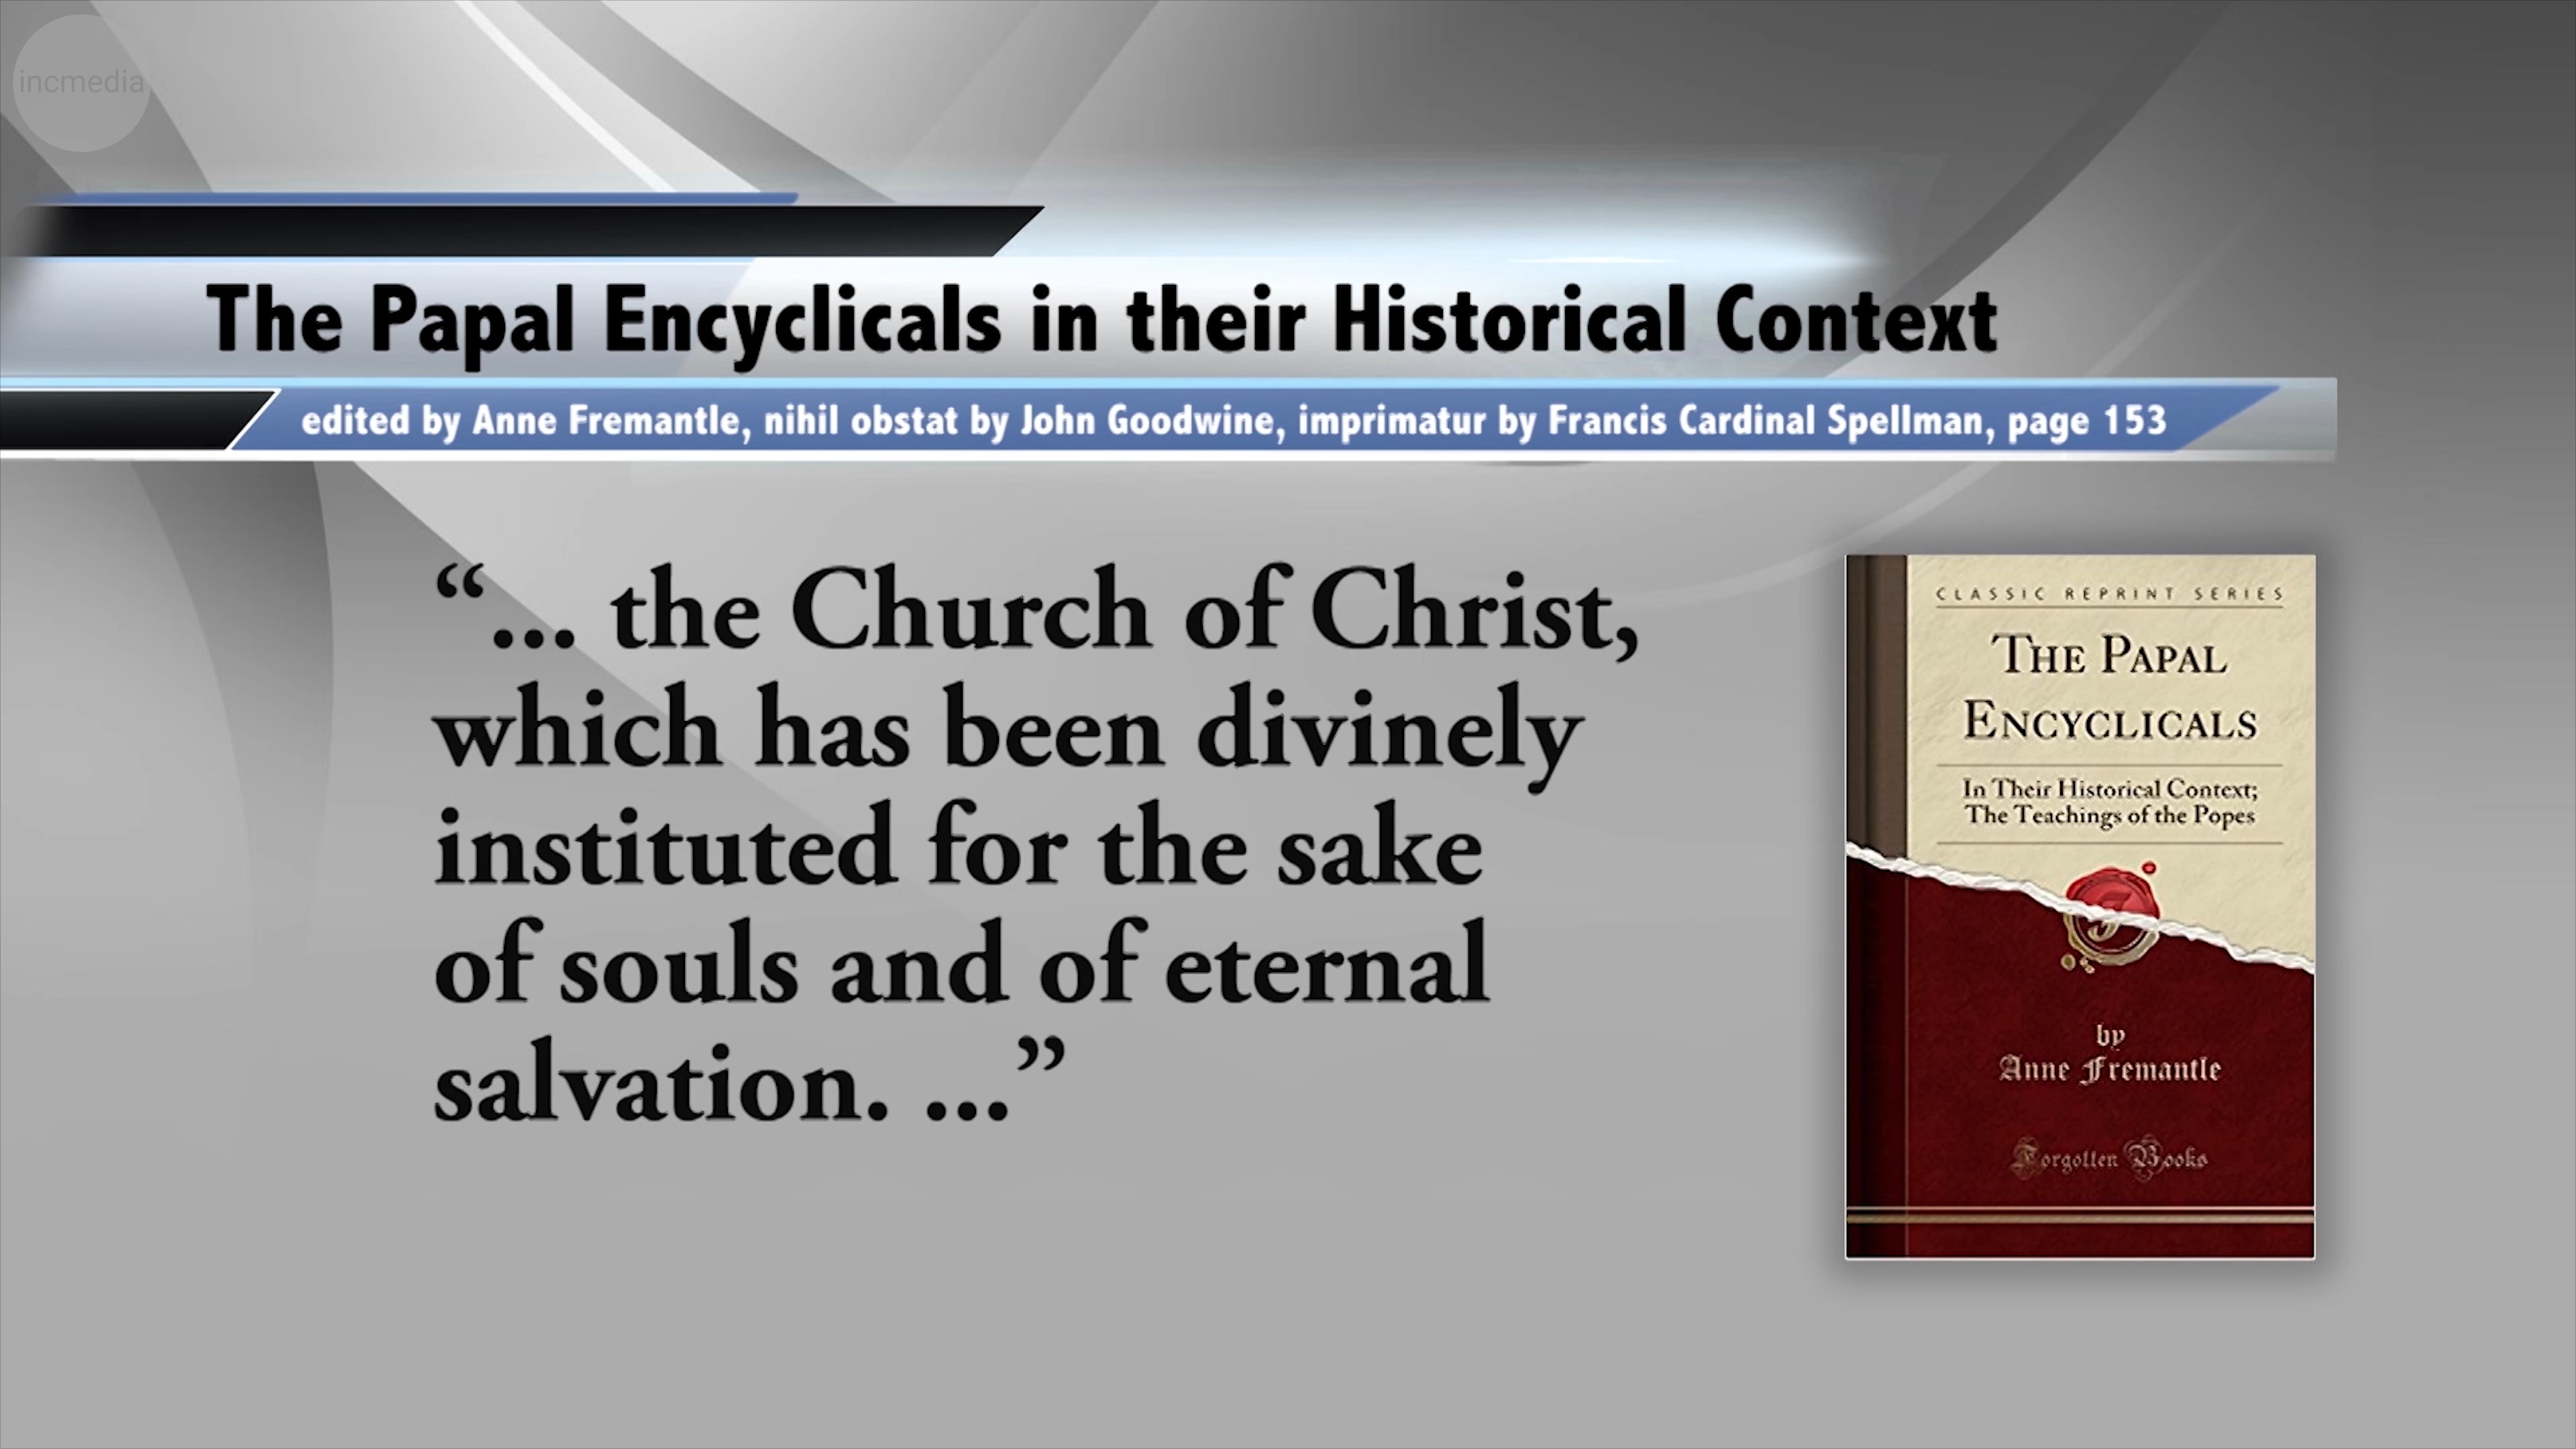 incmedia
The Papal Encyclicals in their Historical Context
edited by Anne Fremantle, nihil obstat by John Goodwine, imprimatur by Francis Cardinal Spellman, page 153
“... the Church of Christ,
which has been divinely
instituted for the sake
of souls and of eternal
salvation. ...”
CLASSIC REPRINT SERIES
THE PAPAL
ENCYCLICALS
In Their Historical Context;
The Teachings of the Popes
by
Anne Fremantle
Forgotten Books